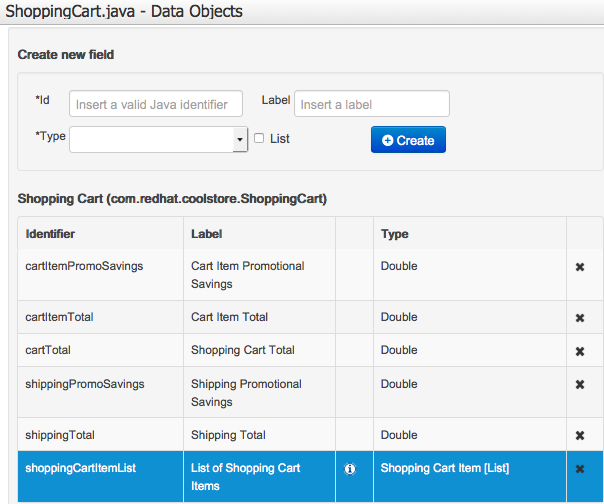 ShoppingCart.java - Data Objects
Create new field
*Id Insert a valid Java identifier Label Insert a label
*Type List Create
Shopping Cart (com.redhat.coolstore.ShoppingCart)
Identifier Label Type
cartItemPromoSavings Cart Item Promotional Double
Savings
cartItemTotal Cart Item Total Double
cartTotal Shopping Cart Total Double
shippingPromoSavings Shipping Promotional Double
Savings
shippingTotal Shipping Total Double
shoppingCartItemList List of Shopping Cart Shopping Cart Item [List]
Items